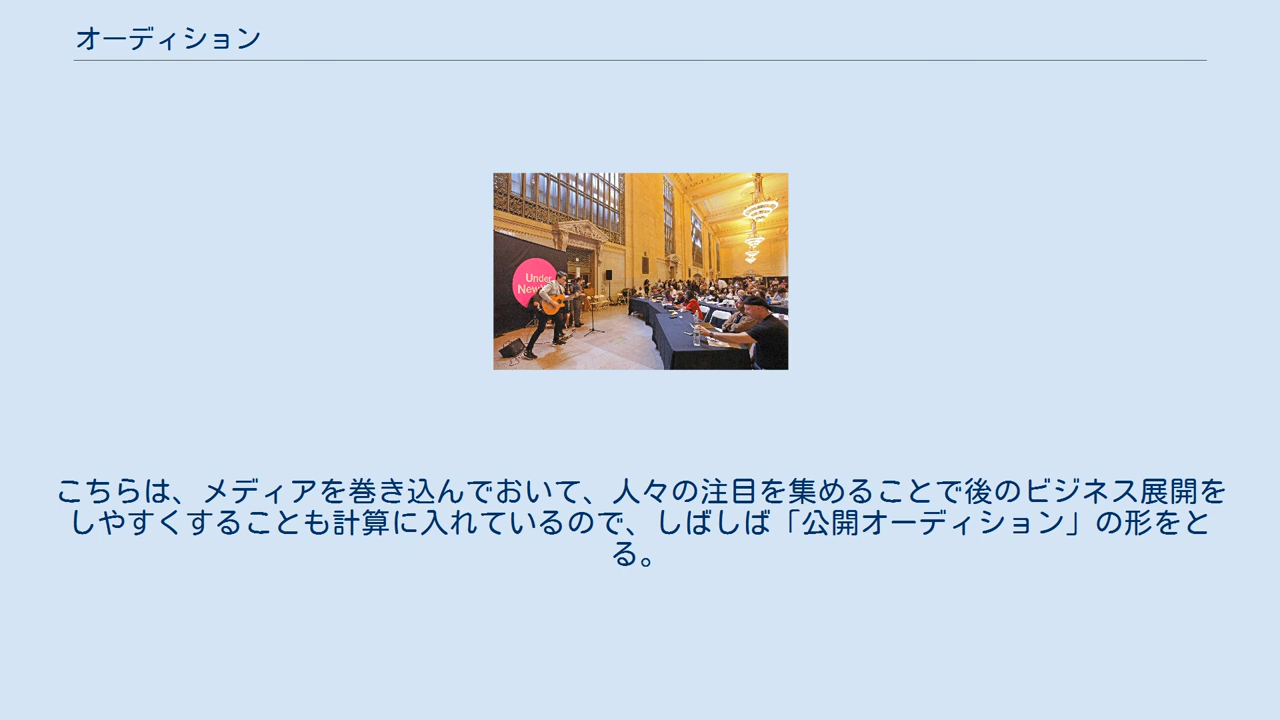 オーディション
Under
New
こちらは、メディアを巻き込んでおいて、人々の注目を集めることで後のビジネス展開を
しやすくすることも計算に入れているので、しばしば「公開オーディション」の形をと
る。